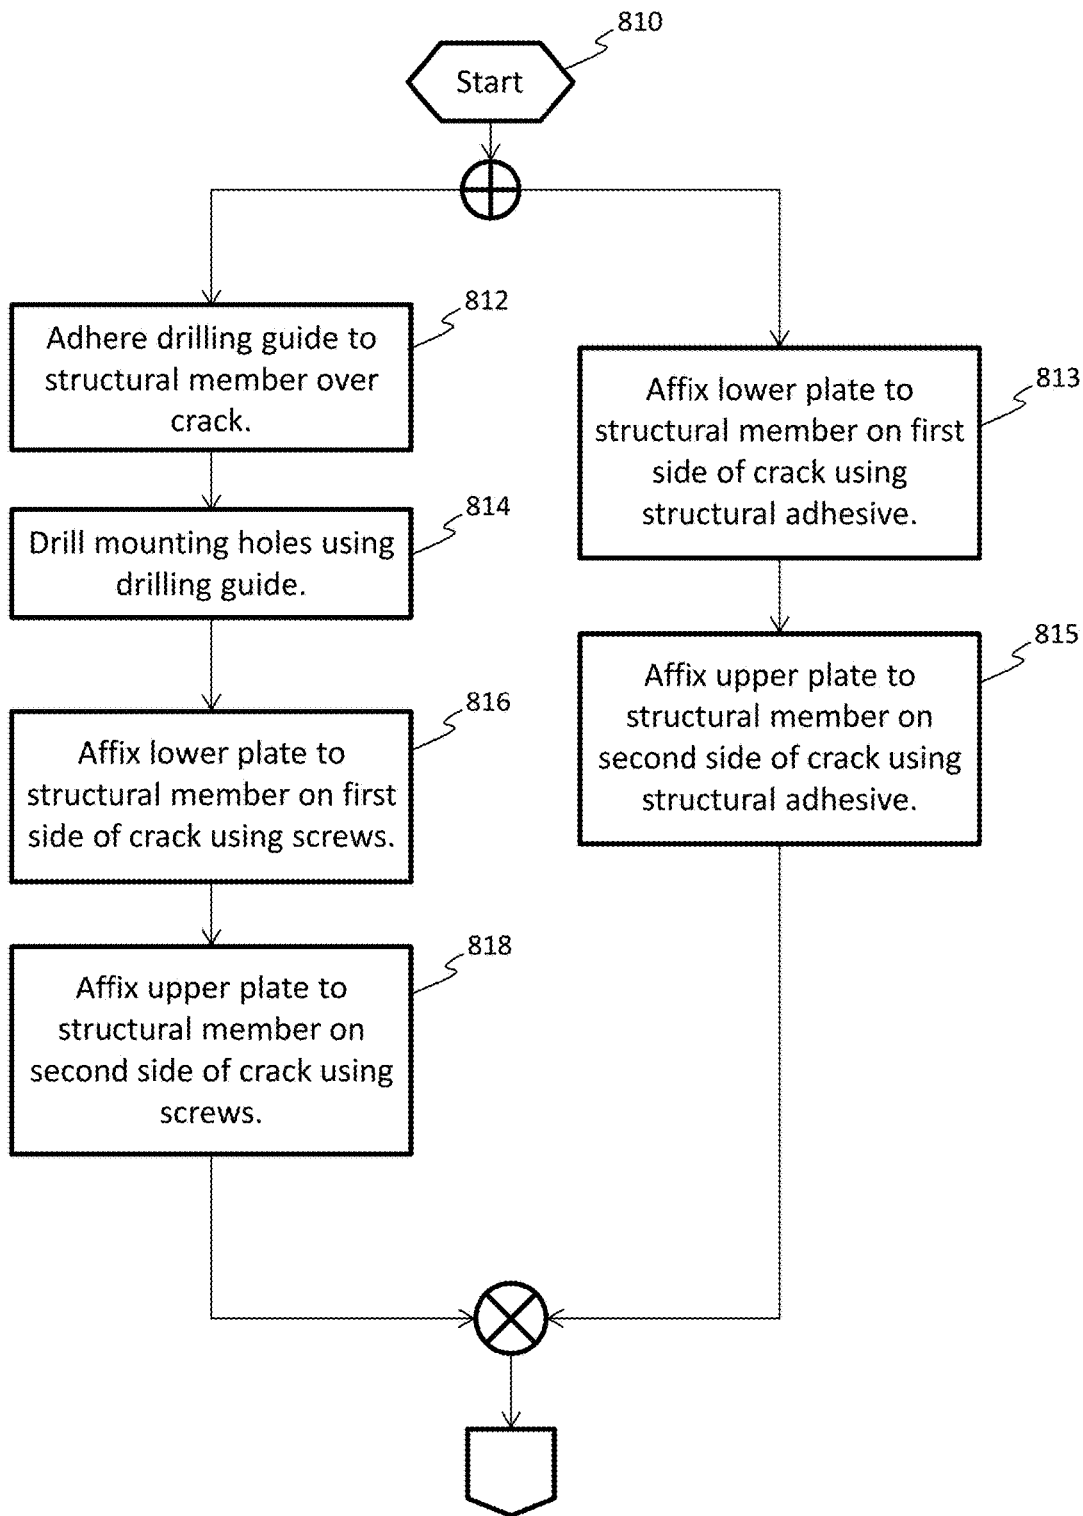 810
Start
812
Adhere drilling guide to
structural member over
crack.
814
Drill mounting holes using
drilling guide.
816
Affix lower plate to
structural member on first
side of crack using screws.
818
Affix upper plate to
structural member on
second side of crack using
screws.
813
Affix lower plate to
structural member on first
side of crack using
structural adhesive.
815
Affix upper plate to
structural member on
second side of crack using
structural adhesive.